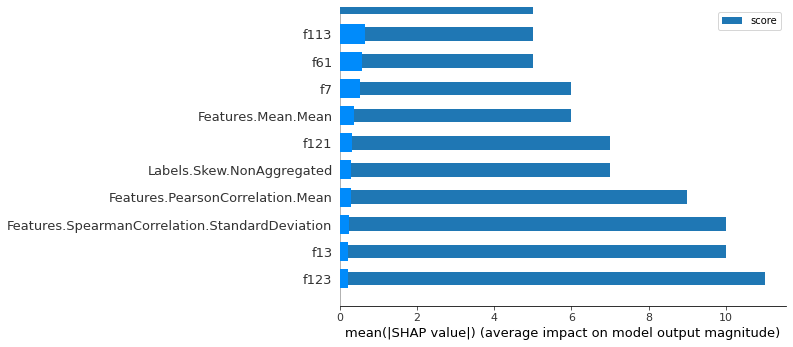 score
f113
f61
f7
Features.Mean.Mean
f121
Labels.Skew.NonAggregated
Features.PearsonCorrelation.Mean
Features.SpearmanCorrelation.StandardDeviation
f13
f123
0 2 4 6 8 10
mean(|SHAP value|) (average impact on model output magnitude)